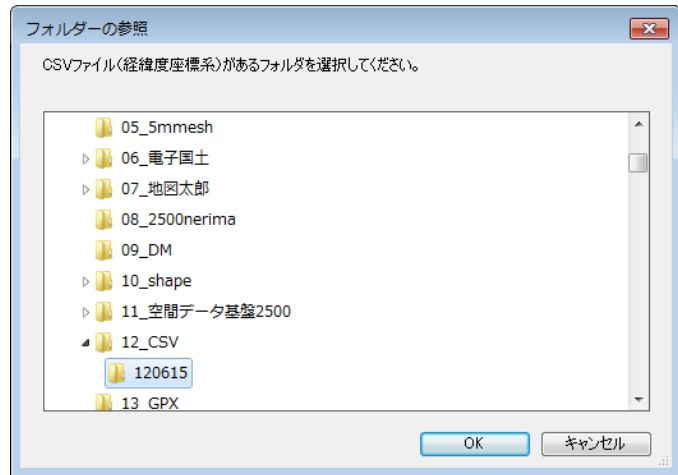 フォルダーの参照
CSVファイル(経緯度座標系)があるフォルダを選択してください。
05_5mmesh
06_電子国土
07_地図太郎
08_2500nerima
09_DM
10_shape
11_空間データ基盤2500
12_CSV
120615
13_GPX
OK キャンセル